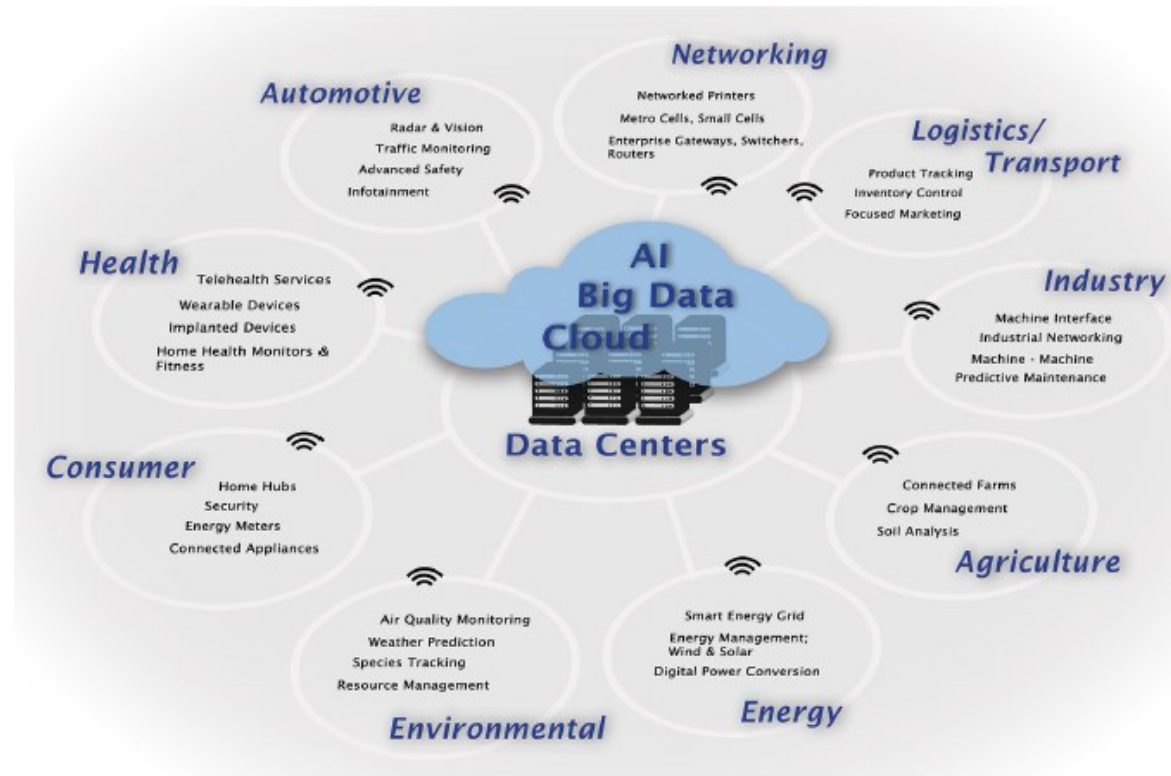 Networking
Networked Printers
Metro Cells, Small Cells
Enterprise Gateways, Switchers,
Routers
Automotive
Radar & Vision
Traffic Monitoring
Advanced Safety
Infotainment
Logistics/
Transport
Product Tracking
Inventory Control
Focused Marketing
Health
Telehealth Services
Wearable Devices
Implanted Devices
Home Health Monitors &
Fitness
AI
Big Data
Cloud
Data Centers
Industry
Machine Interface
Industrial Networking
Machine - Machine
Predictive Maintenance
Consumer
Home Hubs
Security
Energy Meters
Connected Appliances
Connected Farms
Crop Management
Soil Analysis
Agriculture
Air Quality Monitoring
Weather Prediction
Species Tracking
Resource Management
Environmental
Smart Energy Grid
Energy Management;
Wind & Solar
Digital Power Conversion
Energy